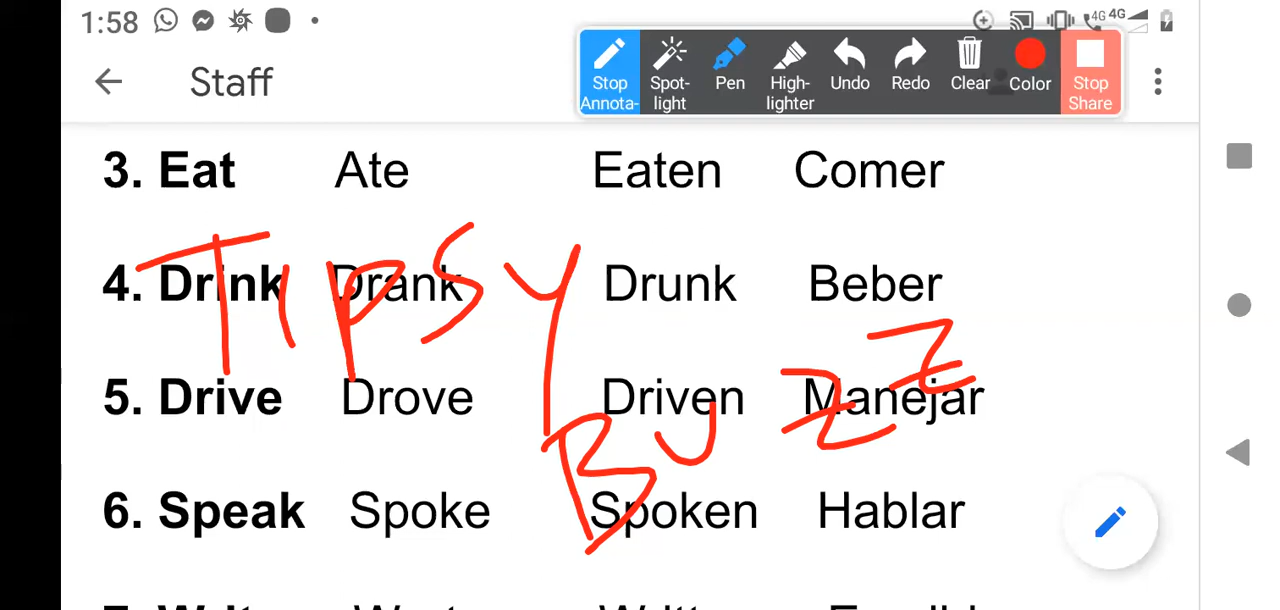 1:58 4G 4G
Staff
Stop Annota- Spot-light Pen High-lighter Undo Redo Clear Color Stop Share
3. Eat Ate Eaten Comer
4. Drink Drank Drunk Beber
TIPSY
5. Drive Drove Driven Manejar
BUZZ
6. Speak Spoke Spoken Hablar